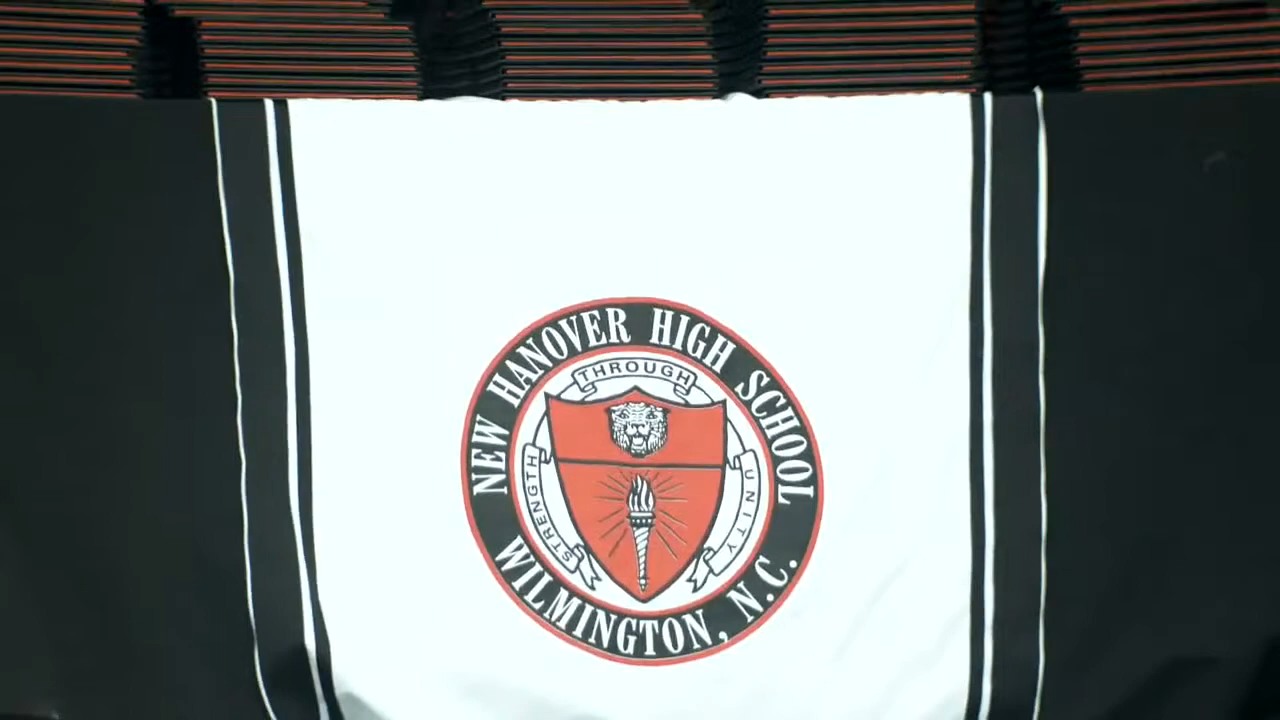 NEW HANOVER HIGH SCHOOL
THROUGH
STRENGTH
UNITY
WILMINGTON, N.C.